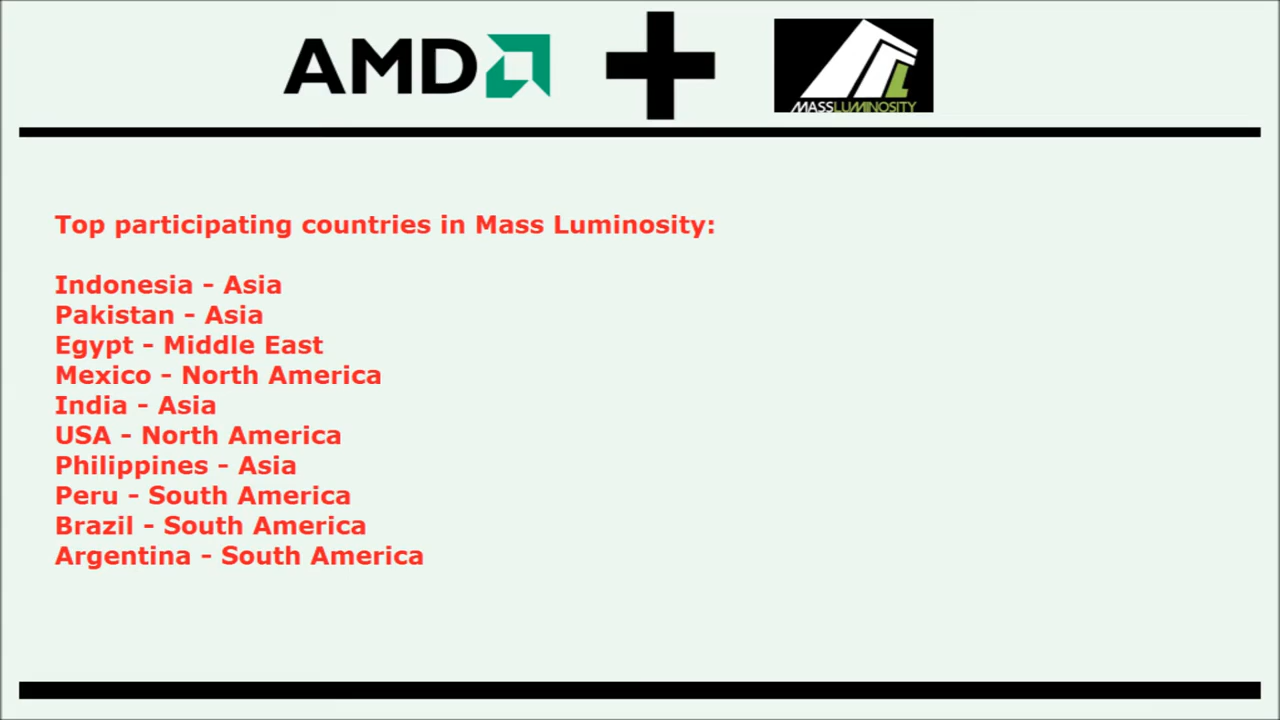 AMD
MASSLUMINOSITY
Top participating countries in Mass Luminosity:
Indonesia - Asia
Pakistan - Asia
Egypt - Middle East
Mexico - North America
India - Asia
USA - North America
Philippines - Asia
Peru - South America
Brazil - South America
Argentina - South America